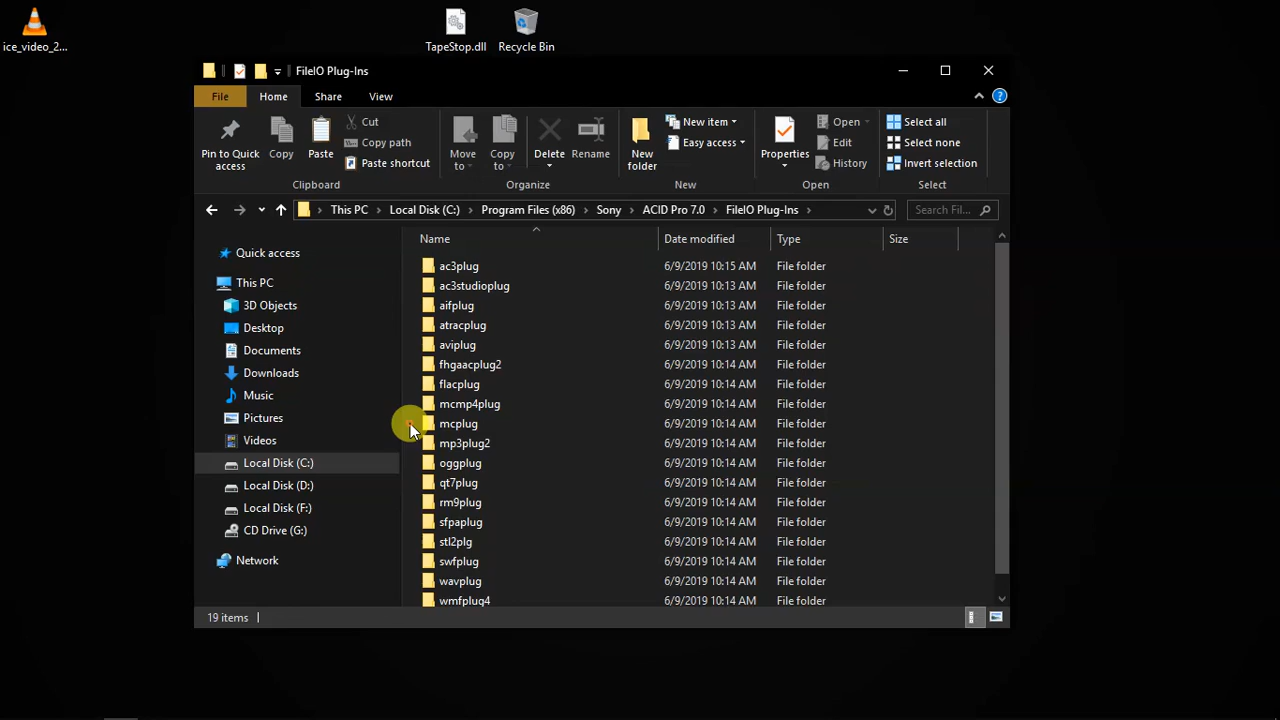 ice_video_2...
TapeStop.dll
Recycle Bin
FileIO Plug-Ins
File
Home
Share
View
Pin to Quick access
Copy
Paste
Cut
Copy path
Paste shortcut
Clipboard
Move to
Copy to
Delete
Rename
Organize
New folder
New item
Easy access
New
Properties
Open
Edit
History
Open
Select all
Select none
Invert selection
Select
This PC
Local Disk (C:)
Program Files (x86)
Sony
ACID Pro 7.0
FileIO Plug-Ins
Search Fil...
Quick access
This PC
3D Objects
Desktop
Documents
Downloads
Music
Pictures
Videos
Local Disk (C:)
Local Disk (D:)
Local Disk (F:)
CD Drive (G:)
Network
Name Date modified Type Size
ac3plug 6/9/2019 10:15 AM File folder
ac3studioplug 6/9/2019 10:13 AM File folder
aifplug 6/9/2019 10:13 AM File folder
atracplug 6/9/2019 10:13 AM File folder
aviplug 6/9/2019 10:13 AM File folder
fhgaacplug2 6/9/2019 10:14 AM File folder
flacplug 6/9/2019 10:14 AM File folder
mcmp4plug 6/9/2019 10:14 AM File folder
mcplug 6/9/2019 10:14 AM File folder
mp3plug2 6/9/2019 10:14 AM File folder
oggplug 6/9/2019 10:14 AM File folder
qt7plug 6/9/2019 10:14 AM File folder
rm9plug 6/9/2019 10:14 AM File folder
sfpaplug 6/9/2019 10:14 AM File folder
stl2plg 6/9/2019 10:14 AM File folder
swfplug 6/9/2019 10:14 AM File folder
wavplug 6/9/2019 10:14 AM File folder
wmfplug4 6/9/2019 10:14 AM File folder
19 items